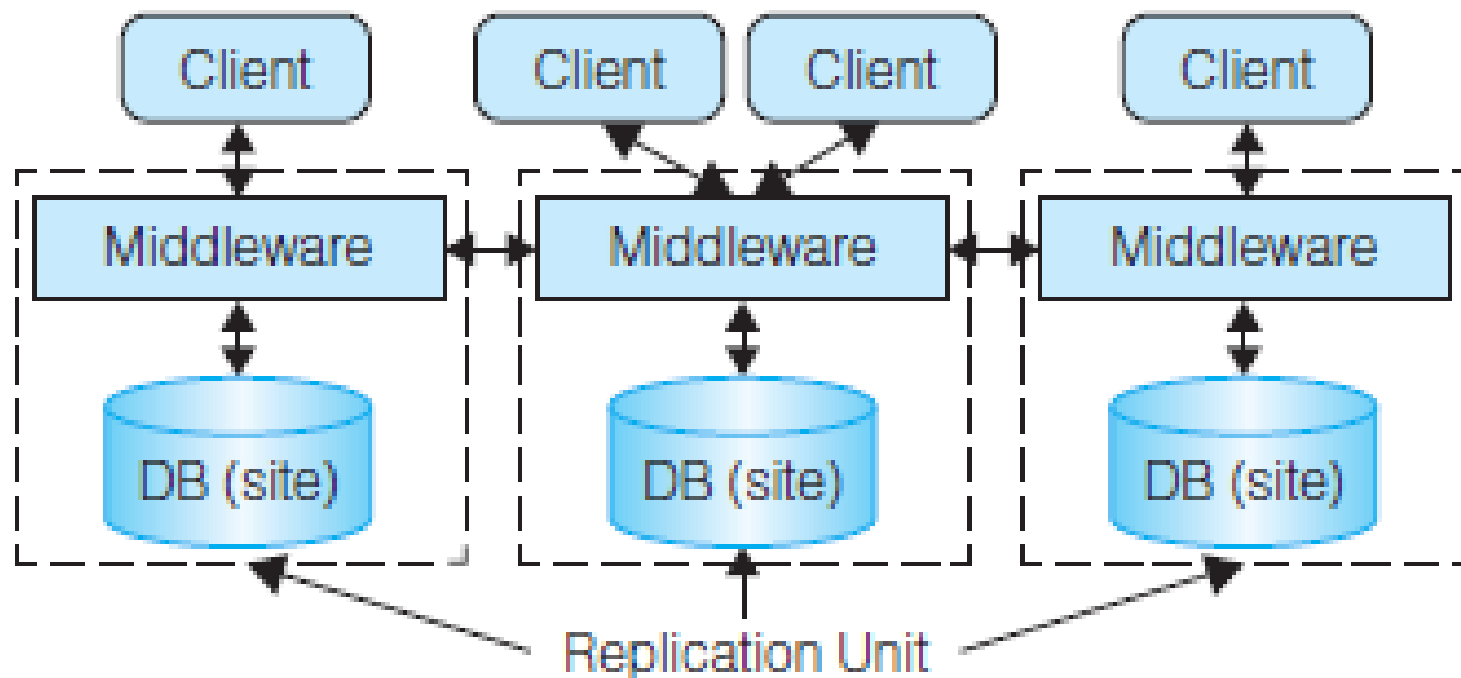 Client
Client
Client
Client
Middleware
Middleware
Middleware
DB (site)
DB (site)
DB (site)
Replication Unit